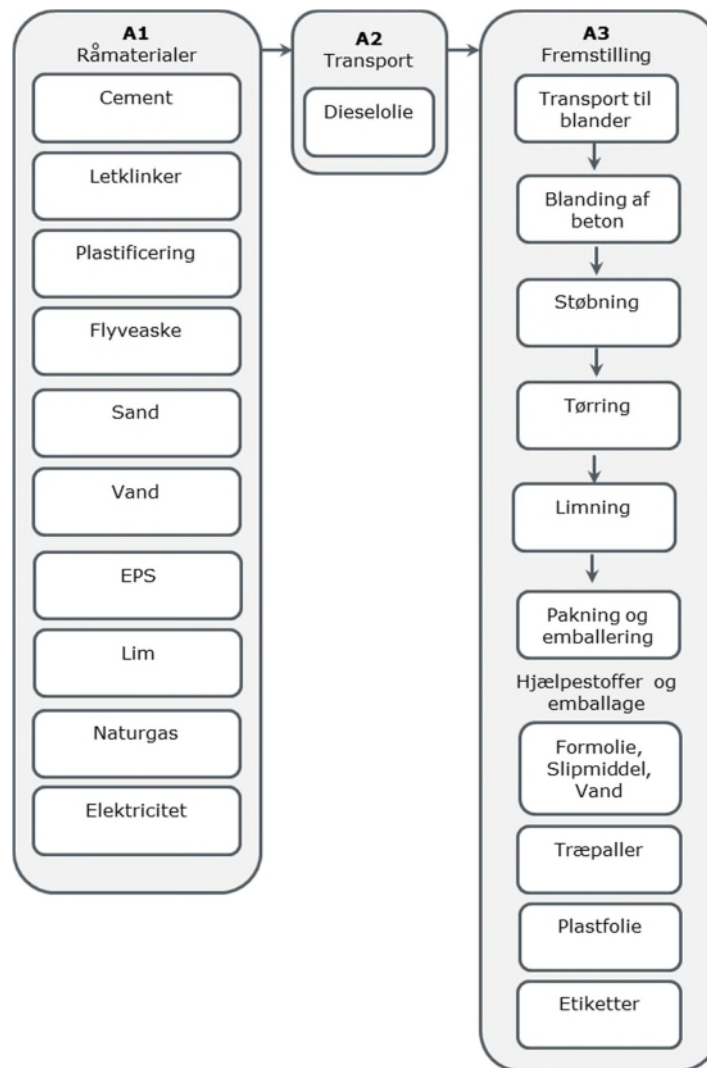 A1
Råmaterialer
Cement
Letklinker
Plastificering
Flyveaske
Sand
Vand
EPS
Lim
Naturgas
Elektricitet
A2
Transport
Dieselolie
A3
Fremstilling
Transport til
blander
Blanding af
beton
Støbning
Tørring
Limning
Pakning og
emballering
Hjælpestoffer og
emballage
Formolie,
Slipmiddel,
Vand
Træpaller
Plastfolie
Etiketter